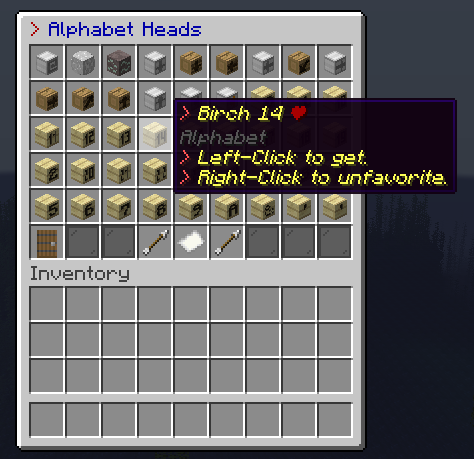 > Alphabet Heads
> Birch 14 ❤
Alphabet
> Left-Click to get.
> Right-Click to unfavorite.
Inventory